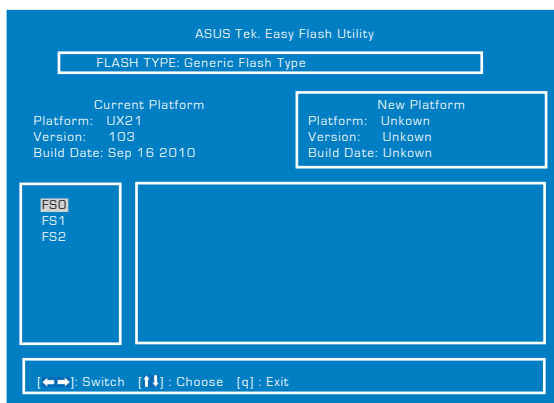 ASUS Tek. Easy Flash Utility
FLASH TYPE: Generic Flash Type
Current Platform
Platform: UX21
Version: 103
Build Date: Sep 16 2010
New Platform
Platform: Unkown
Version: Unkown
Build Date: Unkown
FS0
FS1
FS2
[←→]: Switch [↑↓] : Choose [q] : Exit